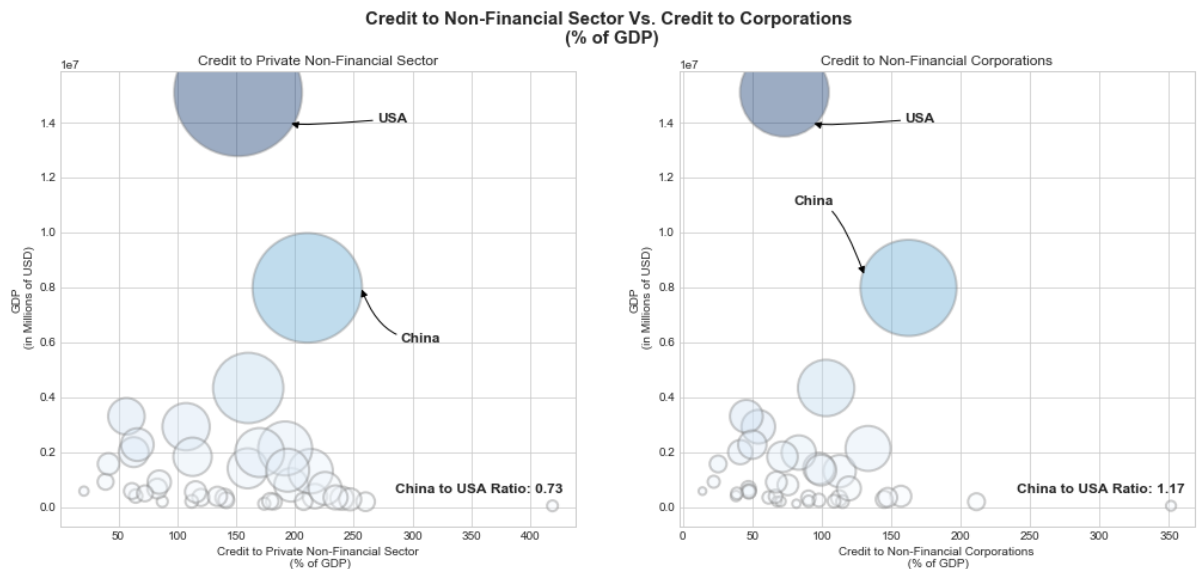 Credit to Non-Financial Sector Vs. Credit to Corporations
(% of GDP)
Credit to Private Non-Financial Sector
1e7
USA
China
China to USA Ratio: 0.73
1.4
1.2
1.0
0.8
0.6
0.4
0.2
0.0
GDP
(in Millions of USD)
50 100 150 200 250 300 350 400
Credit to Private Non-Financial Sector
(% of GDP)
Credit to Non-Financial Corporations
1e7
USA
China
China to USA Ratio: 1.17
1.4
1.2
1.0
0.8
0.6
0.4
0.2
0.0
GDP
(in Millions of USD)
0 50 100 150 200 250 300 350
Credit to Non-Financial Corporations
(% of GDP)